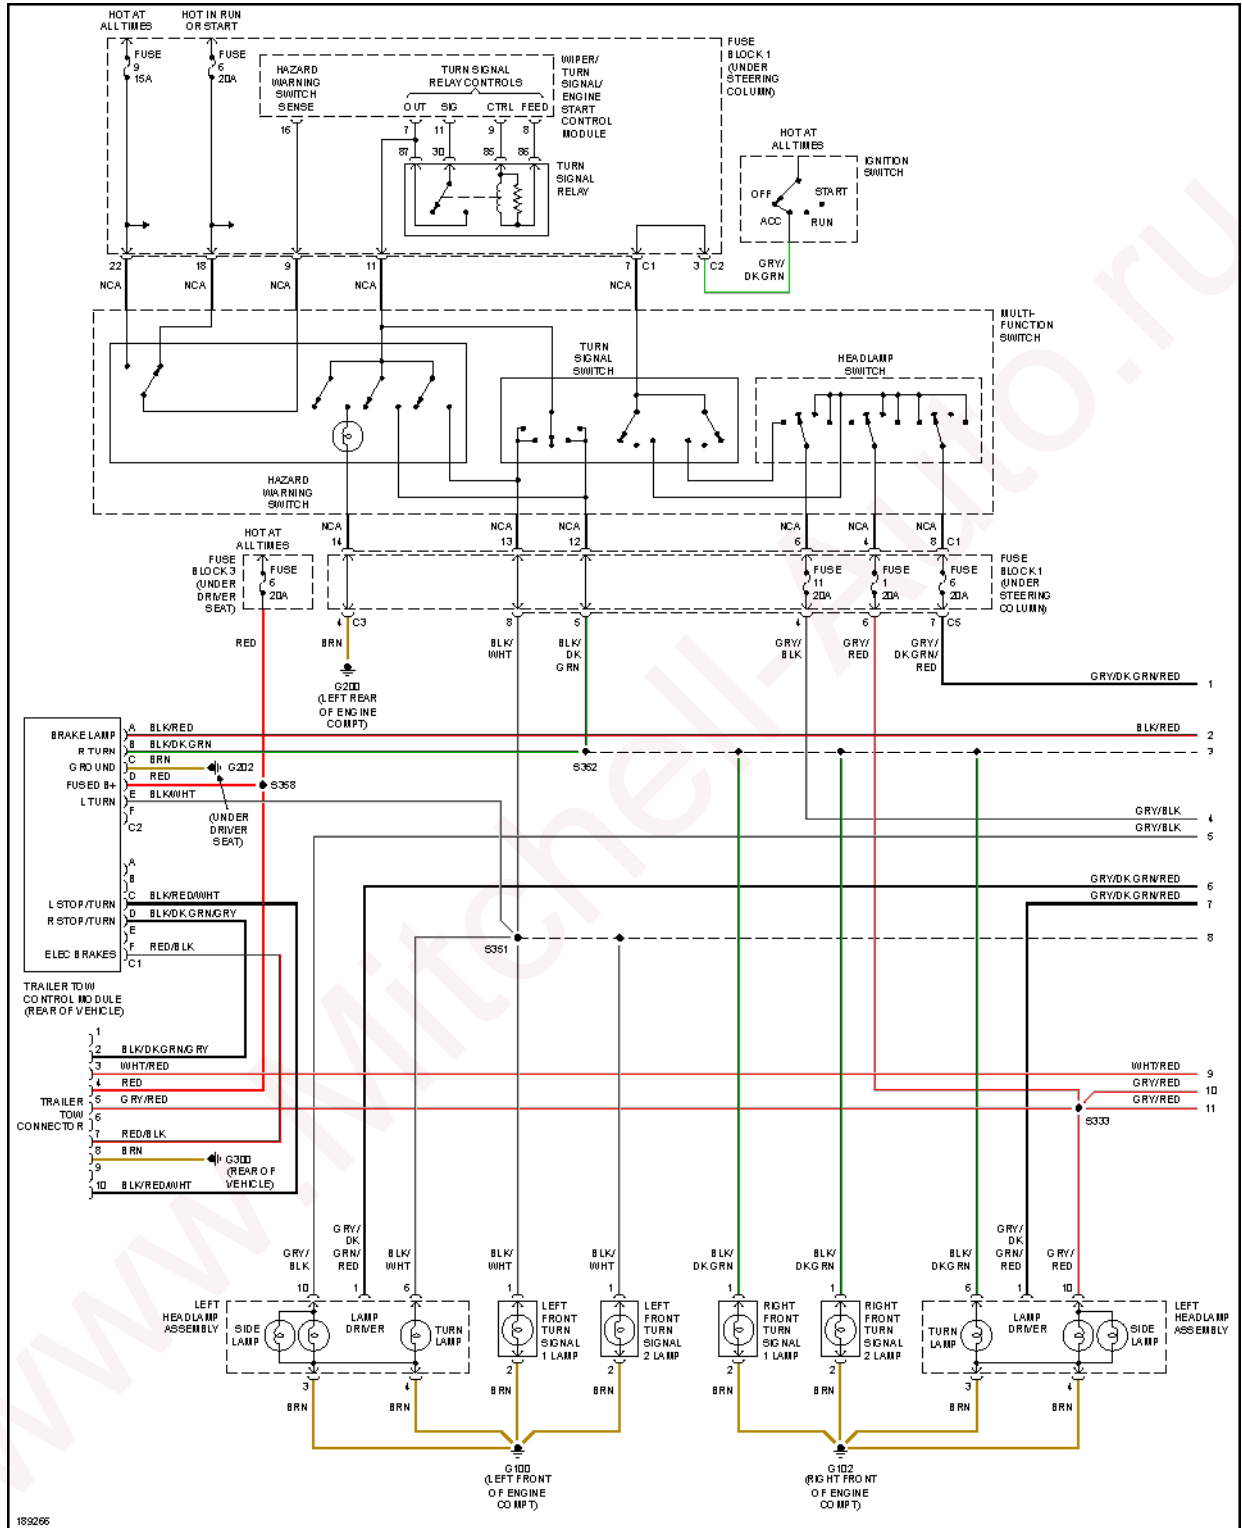 HOT AT
ALL TIMES
HOT IN RUN
OR START
FUSE
9
15A
FUSE
6
20A
HAZARD
WARNING
SWITCH
SENSE
TURN SIGNAL
RELAY CONTROLS
OUT SIG CTRL FEED
WIPER/
TURN
SIGNAL/
ENGINE
START
CONTROL
MODULE
FUSE
BLOCK 1
(UNDER
STEERING
COLUMN)
16 7 11 9 8
87 30 85 86
TURN
SIGNAL
RELAY
HOT AT
ALL TIMES
IGNITION
SWITCH
OFF
START
ACC
RUN
22 18 9 11 7 C1 3 C2
GRY/
DK GRN
NCA NCA NCA NCA NCA
MULTI-
FUNCTION
SWITCH
TURN
SIGNAL
SWITCH
HEADLAMP
SWITCH
HAZARD
WARNING
SWITCH
NCA NCA NCA NCA NCA NCA
14 13 12 6 4 8 C1
HOT AT
ALL TIMES
FUSE
BLOCK 3
(UNDER
DRIVER
SEAT)
FUSE
6
20A
FUSE
11
20A
FUSE
1
20A
FUSE
6
20A
FUSE
BLOCK 1
(UNDER
STEERING
COLUMN)
4 C3 8 5 4 6 7 C5
RED
BRN
BLK/
WHT
BLK/
DK
GRN
GRY/
BLK
GRY/
RED
GRY/
DK GRN/
RED
G200
(LEFT REAR
OF ENGINE
COMPT)
GRY/DK GRN/RED 1
BRAKE LAMP A BLK/RED
BLK/RED 2
R TURN B BLK/DK GRN
S352
3
GROUND C BRN
G202
FUSED B+ D RED
S358
L TURN E BLK/WHT
F
C2
(UNDER
DRIVER
SEAT)
GRY/BLK 4
GRY/BLK 5
A
B
L STOP/TURN C BLK/RED/WHT
R STOP/TURN D BLK/DK GRN/GRY
E
ELEC BRAKES F RED/BLK
C1
GRY/DK GRN/RED 6
GRY/DK GRN/RED 7
S351
8
TRAILER TOW
CONTROL MODULE
(REAR OF VEHICLE)
1
2 BLK/DK GRN/GRY
3 WHT/RED
4 RED
5 GRY/RED
6
7 RED/BLK
8 BRN
9
10 BLK/RED/WHT
TRAILER
TOW
CONNECTOR
G300
(REAR OF
VEHICLE)
WHT/RED 9
GRY/RED 10
GRY/RED 11
S333
GRY/
BLK
GRY/
DK
GRN/
RED
BLK/
WHT
BLK/
WHT
BLK/
WHT
BLK/
DK GRN
BLK/
DK GRN
BLK/
DK GRN
GRY/
DK
GRN/
RED
GRY/
RED
10 1 6 1 1 1 1 6 1 10
LEFT
HEADLAMP
ASSEMBLY
SIDE
LAMP
LAMP
DRIVER
TURN
LAMP
LEFT
FRONT
TURN
SIGNAL
1 LAMP
LEFT
FRONT
TURN
SIGNAL
2 LAMP
RIGHT
FRONT
TURN
SIGNAL
1 LAMP
RIGHT
FRONT
TURN
SIGNAL
2 LAMP
TURN
LAMP
LAMP
DRIVER
SIDE
LAMP
LEFT
HEADLAMP
ASSEMBLY
3 4 2 2 2 2 3 4
BRN BRN BRN BRN BRN BRN BRN BRN
G100
(LEFT FRONT
OF ENGINE
COMPT)
G102
(RIGHT FRONT
OF ENGINE
COMPT)
189266
www.Mitchell-Auto.ru